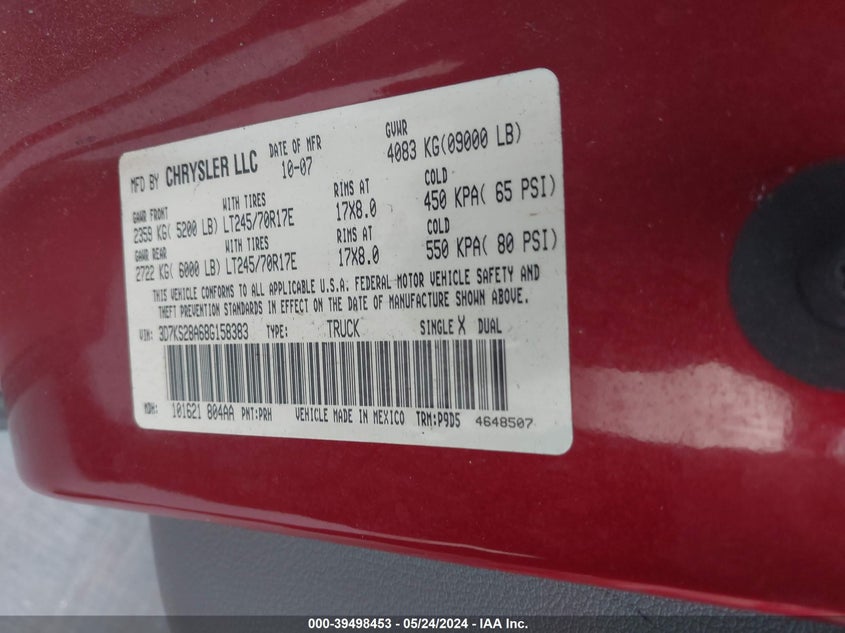 MFD BY CHRYSLER LLC DATE OF MFR 10-07 GVWR 4083 KG(09000 LB)
GAWR FRONT WITH TIRES RIMS AT COLD
2359 KG( 5200 LB) LT245/70R17E 17X8.0 450 KPA( 65 PSI)
GAWR REAR WITH TIRES RIMS AT COLD
2722 KG( 6000 LB) LT245/70R17E 17X8.0 550 KPA( 80 PSI)
THIS VEHICLE CONFORMS TO ALL APPLICABLE U.S.A. FEDERAL MOTOR VEHICLE SAFETY AND
THEFT PREVENTION STANDARDS IN EFFECT ON THE DATE OF MANUFACTURE SHOWN ABOVE.
VIN: 3D7KS28A68G158383 TYPE: TRUCK SINGLE X DUAL
MDH: 101621 804AA PNT:PRH VEHICLE MADE IN MEXICO TRM:P9D5 4648507
000-39498453 - 05/24/2024 - IAA Inc.